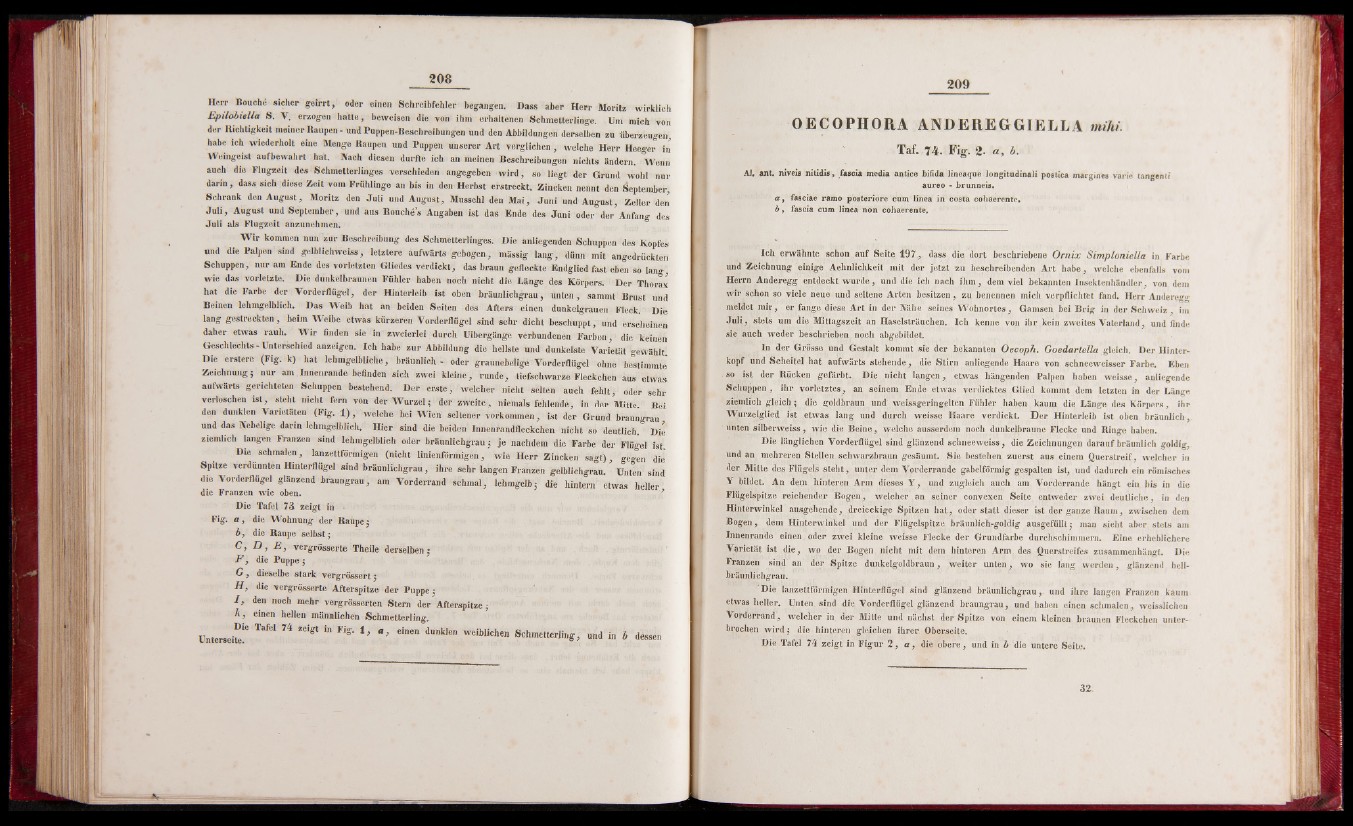 208
Herr Bouché sicher geirrt, oder einen Schreibfehler begangen. Dass aber Herr Moritz wirklich
Epilobiella S. V. erzogen hatte, beweisen die von ihm erhaltenen Schmetterlinge. Um mich von
der Richtigkeit meiner Raupen- und Puppen-Beschreibungen und den Abbildungen derselben zu überzeugen,
habe ich wiederholt eine Menge Raupen und Puppen unserer Art verglichen, welche Herr Heeger in
Weingeist aufbewahrt hat. Nach diesen durfte ich an meinen Beschreibungen nichts ändern. Wenn
auch die Flugzeit des Schmetterlinges verschieden angegeben wird, so liegt der Grund wohl nur
darin, dass sich diese Zeit vom Frühlinge an bis in den Herbst erstreckt. Zincken nennt den September,
Schrank den August, Moritz den Juli und August, Musschl den Mai, Juni und August, Zeller den
Juli, August und September, und aus Bouché's Angaben ist das Ende des Juni oder der Anfang des
Juli als Flugzeit anzunehmen.
Wir kommen nun zur Beschreibung des Schmetterlinges. Die anliegenden Schuppen des Kopfes
und die Palpen sind gelblichweiss, letztere aufwärts gebogen, mässig lang, dünn mit angedrückten
Schuppen, nur am Ende des vorletzten Gliedes verdickt, das braun gefleckte Endglied fast eben so lang,
wie das vorletzte. Die dunkelbraunen Fühler haben noch nicht die Länge des Körpers. Der Thorax
hat die Farbe der Vorderflügel, der Hinterleib ist oben bräunlichgrau, unten, sammt Brust und
Beinen lehmgelblich. Das Weib hat an beiden Seiten des Afters einen dunkelgrauen Fleck. Die
lang gestreckten, beim Weibe etwas kürzeren Vorderflügel sind sehr dicht beschuppt, und erscheinen
daher etwas rauh. Wir finden sie in zweierlei durch Uibergänge verbundenen Farben, die keinen
Geschlechts-Unterschied anzeigen. Ich habe zur Abbildung die hellste und dunkelste Varietät gewählt.
Die erstere (Fig. k) hat lehmgelbliche, bräunlich- oder graunebelige Vorderflügel ohne bestimmte
Zeichnung; nur am Innenrande befinden sich zwei kleine, runde, tiefschwarze Fleckchen aus etwas
aufwärts gerichteten Schuppen bestehend. Der erste, welcher nicht selten auch fehlt, oder sehr
verloschen ist, steht nicht fern von der Wurzel; der zweite, niemals fehlende, in der Mitte. Bei
den dunklen Varietäten (Fig. 1), welche bei Wien seltener vorkommen, ist der Grund braungrau,
und das Nebelige darin lehmgelblich. Hier sind die beiden Innenrandfleckchen nicht so deutlich. Die
ziemlich langen Franzen sind lehmgelblich oder bräunlichgrau; je nachdem die Farbe der Flügel ist.
Die schmalen, lanzettförmigen (nicht linienförmigen, wie Herr Zincken sagt), gegen die
Spitze verdünnten Hinterflügel sind bräunlichgrau, ihre sehr langen Franzen gelblichgrau. Unten sind
die Vorderflügel glänzend braungrau, am Vorderrand schmal, lehmgelb; die hintern etwas heller,
die Franzen wie oben.
Die Tafel 73 zeigt in
Fig. a, die Wohnung der Raupe;
b, die Raupe selbst;
C, D, E, vergrösserte Theile derselben;
F, die Puppe;
G, dieselbe stark vergrössert;
H, die vergrösserte Afterspitze der Puppe;
I, den noch mehr vergrösserten Stern der Afterspitze;
k, einen hellen männlichen Schmetterling.
Die Tafel 74 zeigt in Fig. 1, a, einen dunklen weiblichen Schmetterling, und in b dessen
Unterseite.
209
OECOPHORA ANDEREGGIELLA mihi.
Taf. 74. Fig. 2. a, b.
Al. ant. niveis nitidis, fascia media antice bifida lineaque longitudinali postica margines varie tangenti
aureo-brunneis.
a, fasciae ramo posteriore cum linea in costa cohaerente.
b, fascia cum linea non cohaerente.
Ich erwähnte schon auf Seite 197, dass die dort beschriebene Ornix Simploniella in Farbe
und Zeichnung einige Aehnlichkeit mit der jetzt zu beschreibenden Art habe, welche ebenfalls vom
Herrn Anderegg entdeckt wurde, und die ich nach ihm, dem viel bekannten Insektenhändler, von dem
wir schon so viele neue und seltene Arten besitzen, zu benennen mich verpflichtet fand. Herr Anderegg
meldet mir, er fange diese Art in der Nähe seines Wohnortes, Gamsen bei Brig in der Schweiz, im
Juli, stets um die Mittagszeit an Haselsträuchen. Ich kenne von ihr kein zweites Vaterland, und finde
sie auch weder beschrieben noch abgebildet.
In der Grösse und Gestalt kommt sie der bekannten Oecoph. Goedartella gleich. Der Hinter-
kopf und Scheitel hat aufwärts stehende, die Stirn anliegende Haare von schneeweisser Farbe. Eben
so ist der Rücken gefärbt. Die nicht langen, etwas hängenden Palpen haben weisse, anliegende
Schuppen, ihr vorletztes, an seinem Ende etwas verdicktes Glied kommt dem letzten in der Länge
ziemlich gleich; die goldbraun und weissgeringelten Fühler haben kaum die Länge des Körpers, ihr
Wurzelglied ist etwas lang und durch weisse Haare verdickt. Der Hinterleib ist oben bräunlich,
unten silberweiss, wie die Beine, welche ausserdem noch dunkelbraune Flecke und Ringe haben.
Die länglichen Vorderflügel sind glänzend schneeweiss, die Zeichnungen darauf bräunlich goldig,
und an mehreren Stellen schwarzbraun gesäumt. Sie bestehen zuerst aus einem Querstreif, welcher in
der Mitte des Flügels steht, unter dem Vorderrande gabelförmig gespalten ist, und dadurch ein römisches
Y bildet. An dem hinteren Arm dieses Y, und zugleich auch am Vorderrande hängt ein bis in die
Flügelspitze reichender Bogen, welcher an seiner convexen Seite entweder zwei deutliche, in den
Hinterwinkel ausgehende, dreieckige Spitzen hat, oder statt dieser ist der ganze Raum, zwischen dem
Bogen, dem Hinterwinkel und der Flügelspitze bräunlich-goldig ausgefüllt; man sieht aber stets am
Innenrande einen oder zwei kleine weisse Flecke der Grundfarbe durchschimmern. Eine erheblichere
Varietät ist die, wo der Bogen nicht mit dem hinteren Arm des Querstreifes zusammenhängt. Die
Franzen sind an der Spitze dunkelgoldbraun, weiter unten, wo sie lang werden, glänzend hell-
bräunlichgrau.
Die lanzettförmigen Hinterflügel sind glänzend bräunlichgrau, und ihre langen Franzen kaum
etwas heller. Unten sind die Vorderflügel glänzend braungrau, und haben einen schmalen, weisslichen
Vorderrand, welcher in der Mitte und nächst der Spitze von einem kleinen braunen Fleckchen unter-
brochen wird; die hinteren gleichen ihrer Oberseite.
Die Tafel 74 zeigt in Figur 2, a, die obere, und in b die untere Seite.
32.